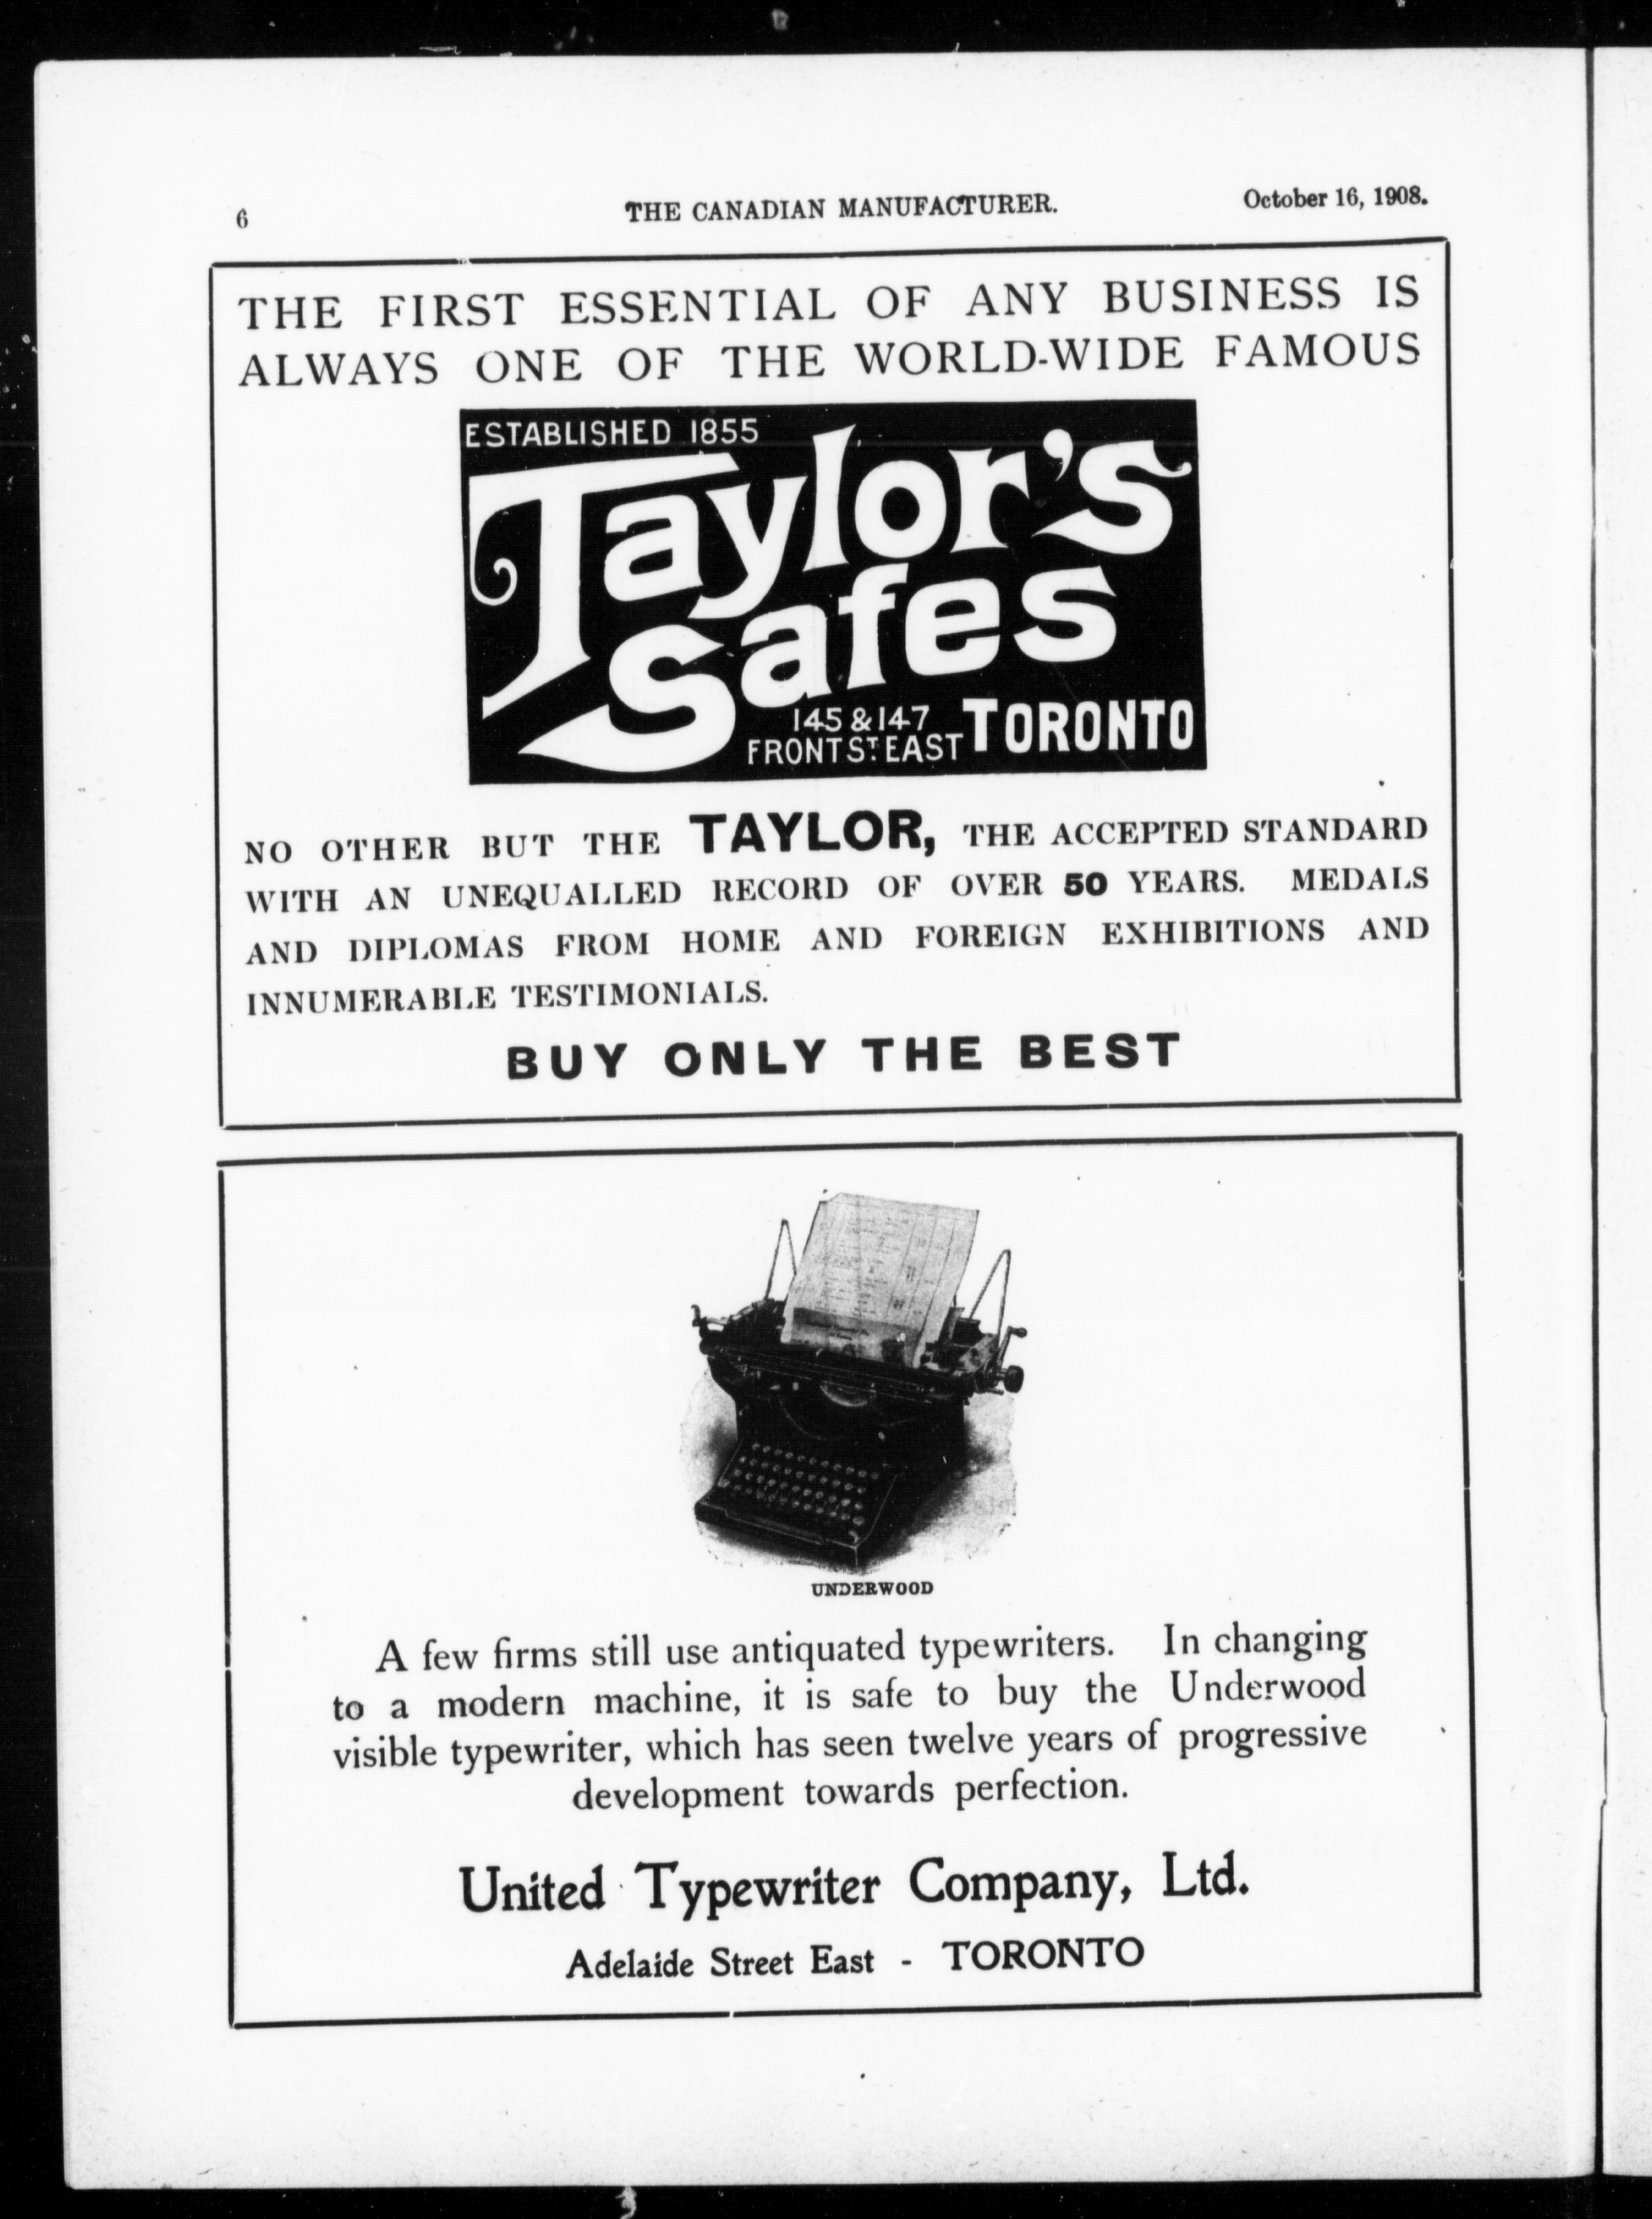 6 THE CANADIAN MANUFACTURER. October 16, 1908.
THE FIRST ESSENTIAL OF ANY BUSINESS IS
ALWAYS ONE OF THE WORLD-WIDE FAMOUS
ESTABLISHED 1855
Taylor's
Safes
145 & 147
FRONT ST. EAST TORONTO
NO OTHER BUT THE TAYLOR, THE ACCEPTED STANDARD
WITH AN UNEQUALLED RECORD OF OVER 50 YEARS. MEDALS
AND DIPLOMAS FROM HOME AND FOREIGN EXHIBITIONS AND
INNUMERABLE TESTIMONIALS.
BUY ONLY THE BEST
UNDERWOOD
A few firms still use antiquated typewriters. In changing
to a modern machine, it is safe to buy the Underwood
visible typewriter, which has seen twelve years of progressive
development towards perfection.
United Typewriter Company, Ltd.
Adelaide Street East - TORONTO